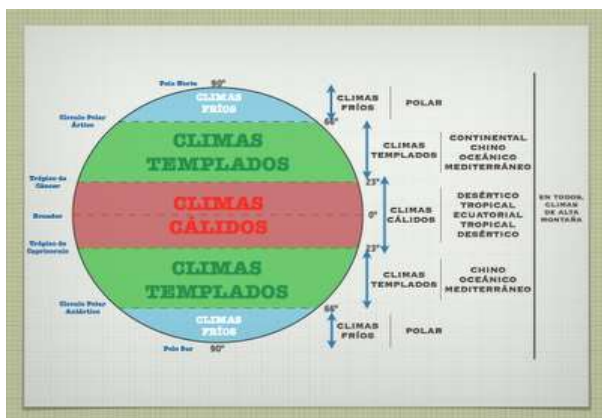 Polo Norte
90°
CLIMAS
FRÍOS
Círculo Polar
Ártico
66°
CLIMAS
TEMPLADOS
Trópico de
Cáncer
23°
CLIMAS
CÁLIDOS
Ecuador
0°
Trópico de
Capricornio
23°
CLIMAS
TEMPLADOS
Círculo Polar
Antártico
66°
CLIMAS
FRÍOS
Polo Sur
90°
CLIMAS
FRÍOS
POLAR
CLIMAS
TEMPLADOS
CONTINENTAL
CHINO
OCEÁNICO
MEDITERRÁNEO
CLIMAS
CÁLIDOS
DESÉRTICO
TROPICAL
ECUATORIAL
TROPICAL
DESÉRTICO
CLIMAS
TEMPLADOS
CHINO
OCEÁNICO
MEDITERRÁNEO
CLIMAS
FRÍOS
POLAR
EN TODOS,
CLIMAS
DE ALTA
MONTAÑA